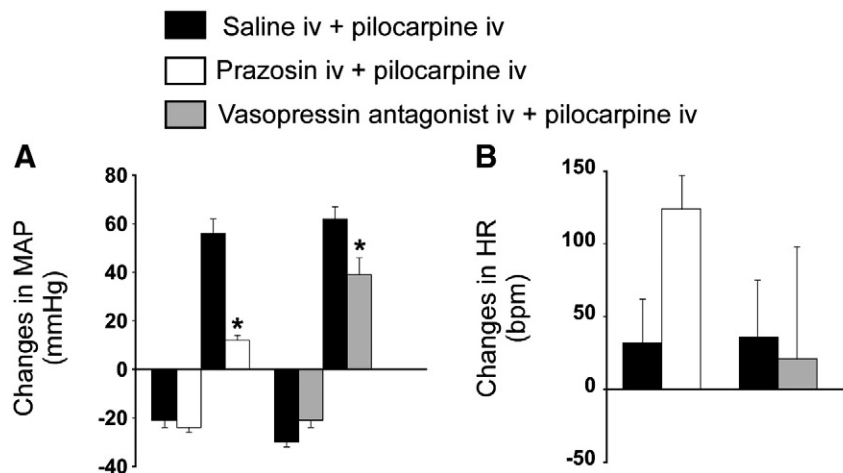 Saline iv + pilocarpine iv
Prazosin iv + pilocarpine iv
Vasopressin antagonist iv + pilocarpine iv
A
Changes in MAP
(mmHg)
80
60
40
20
0
-20
-40
*
*
B
Changes in HR
(bpm)
150
100
50
0
-50